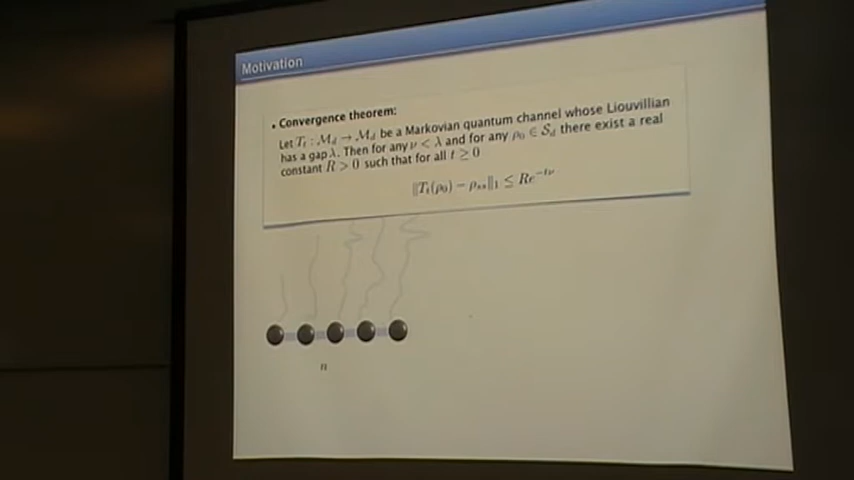 Motivation
• Convergence theorem:
Let T_t : M_d → M_d be a Markovian quantum channel whose Liouvillian
has a gap λ. Then for any ν < λ and for any ρ_0 ∈ S_d there exist a real
constant R > 0 such that for all t ≥ 0
‖T_t(ρ_0) − ρ_ss‖_1 ≤ Re^{−tν}
n